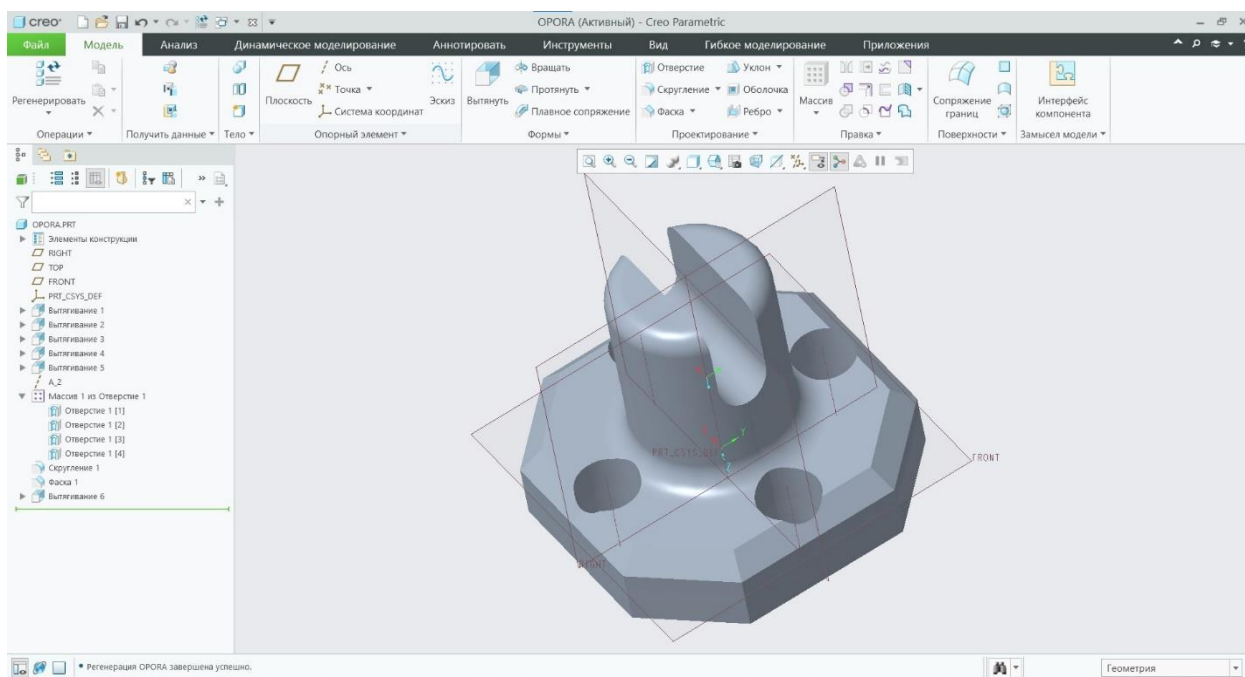 creo·
OPORA (Активный) - Creo Parametric
Файл Модель Анализ Динамическое моделирование Аннотировать Инструменты Вид Гибкое моделирование Приложения
Регенерировать
Плоскость
Ось
Точка
Система координат
Эскиз
Вытянуть
Вращать
Протянуть
Плавное сопряжение
Отверстие
Скругление
Фаска
Уклон
Оболочка
Ребро
Массив
Сопряжение границ
Интерфейс компонента
Операции Получить данные Тело Опорный элемент Формы Проектирование Правка Поверхности Замысел модели
OPORA.PRT
Элементы конструкции
RIGHT
TOP
FRONT
PRT_CSYS_DEF
Вытягивание 1
Вытягивание 2
Вытягивание 3
Вытягивание 4
Вытягивание 5
A_2
Массив 1 из Отверстие 1
Отверстие 1 [1]
Отверстие 1 [2]
Отверстие 1 [3]
Отверстие 1 [4]
Скругление 1
Фаска 1
Вытягивание 6
Y
PRT_CSYS_DEF
Z
FRONT
RIGHT
• Регенерация OPORA завершена успешно.
Геометрия